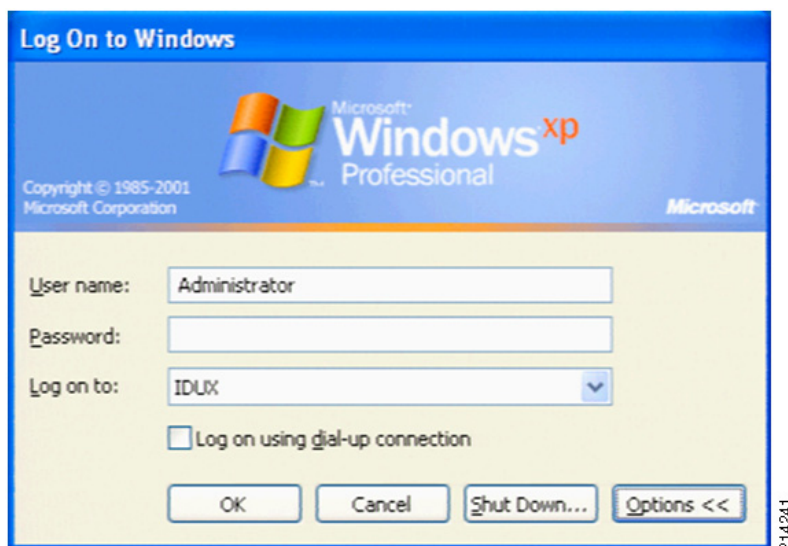 Log On to Windows
Microsoft
Windows xp
Professional
Copyright © 1985-2001
Microsoft Corporation
Microsoft
User name: Administrator
Password:
Log on to: IDUX
Log on using dial-up connection
OK Cancel Shut Down... Options <<